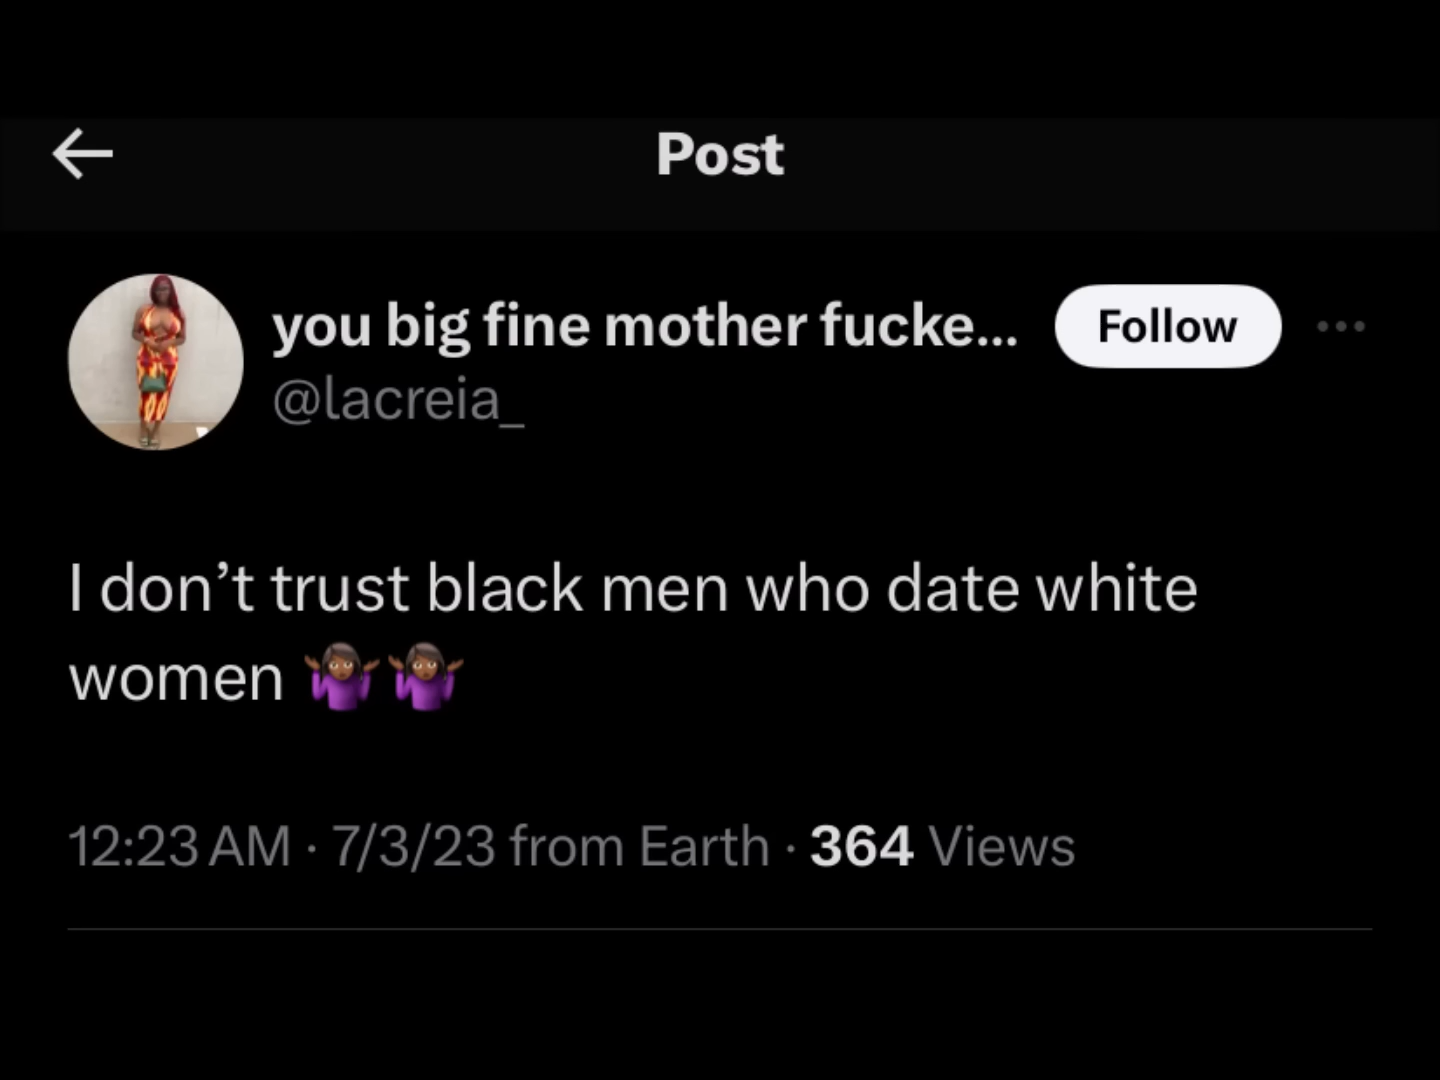 Post
you big fine mother fucke...
Follow
@lacreia_
I don’t trust black men who date white
women 🤷🏾‍♀️🤷🏾‍♀️
12:23 AM · 7/3/23 from Earth · 364 Views